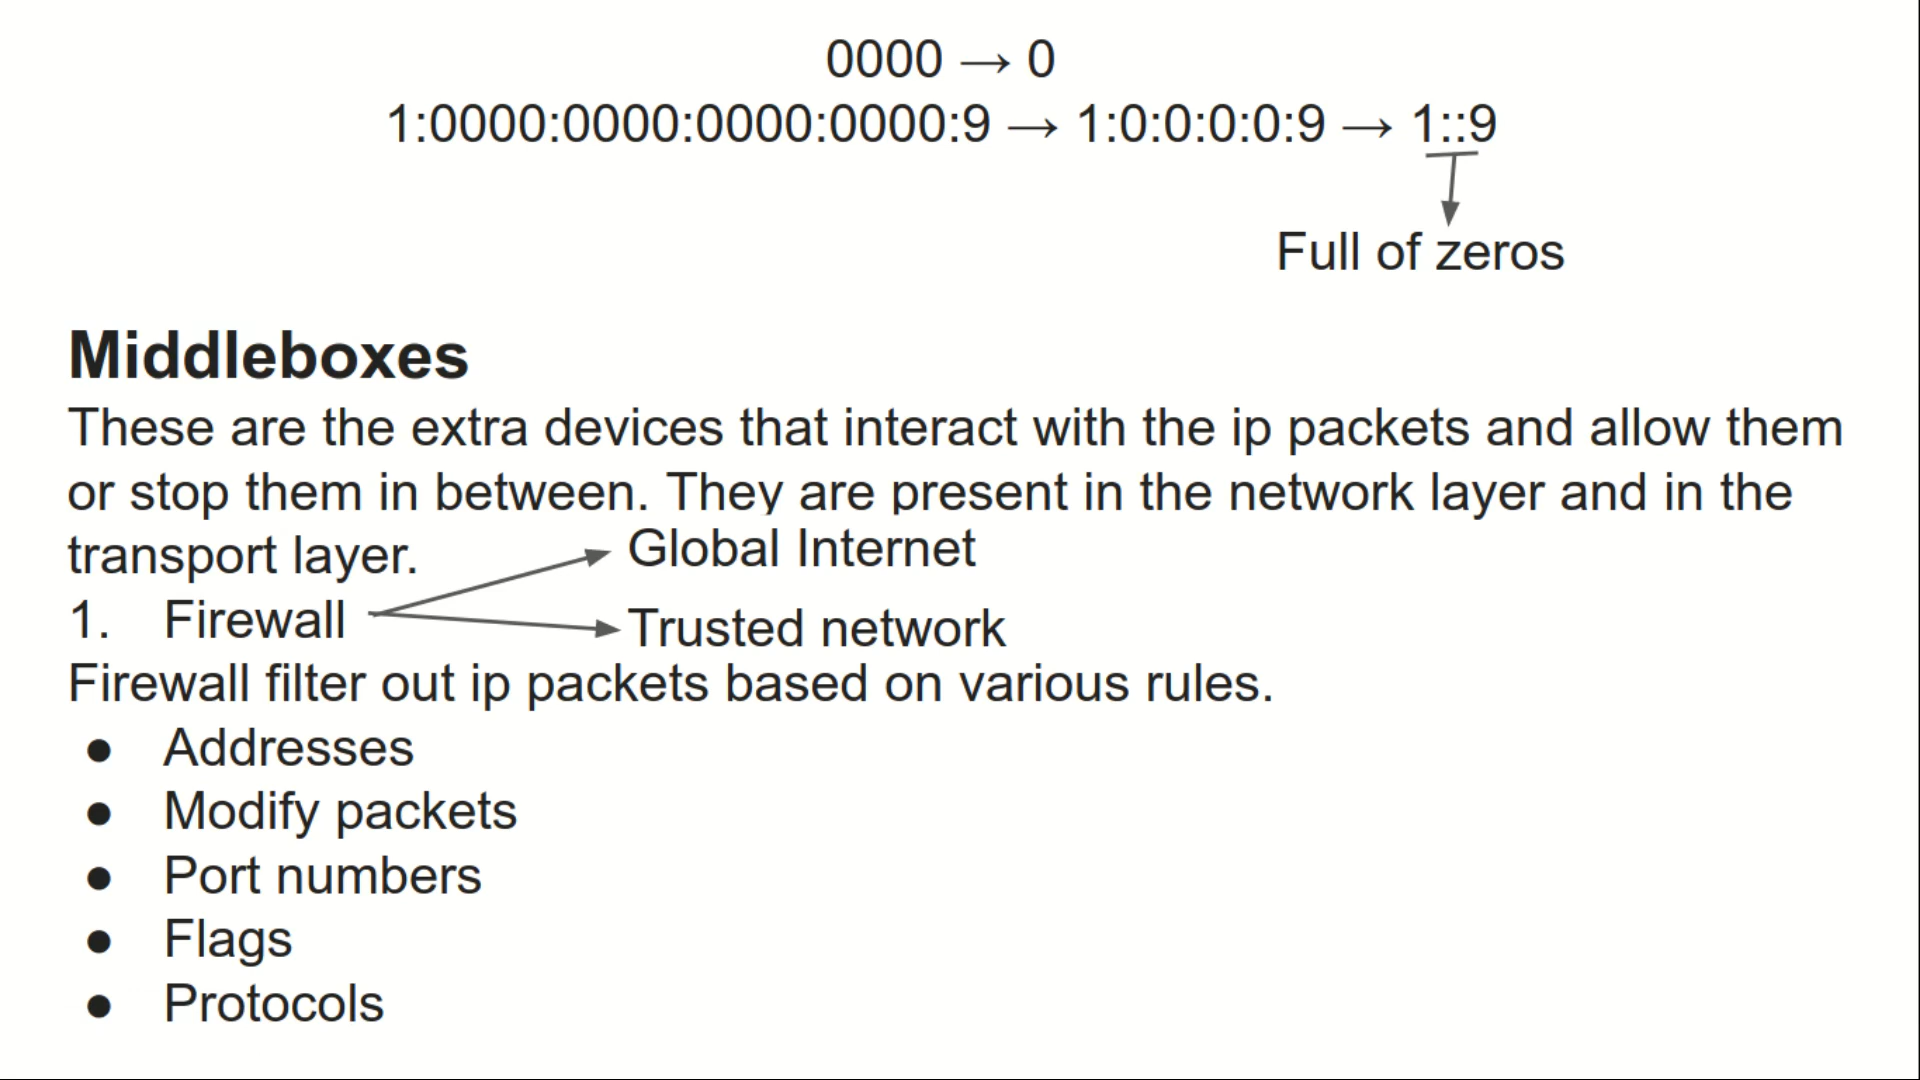 0000 → 0
1:0000:0000:0000:0000:9 → 1:0:0:0:0:9 → 1::9
Full of zeros
Middleboxes
These are the extra devices that interact with the ip packets and allow them
or stop them in between. They are present in the network layer and in the
transport layer.
Global Internet
1. Firewall
Trusted network
Firewall filter out ip packets based on various rules.
● Addresses
● Modify packets
● Port numbers
● Flags
● Protocols